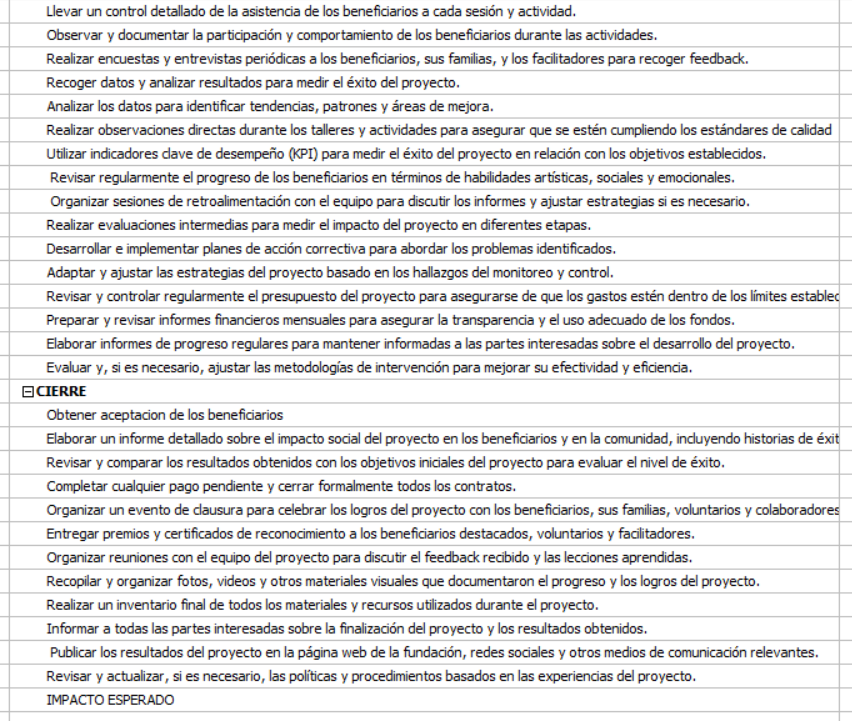 Llevar un control detallado de la asistencia de los beneficiarios a cada sesión y actividad.
Observar y documentar la participación y comportamiento de los beneficiarios durante las actividades.
Realizar encuestas y entrevistas periódicas a los beneficiarios, sus familias, y los facilitadores para recoger feedback.
Recoger datos y analizar resultados para medir el éxito del proyecto.
Analizar los datos para identificar tendencias, patrones y áreas de mejora.
Realizar observaciones directas durante los talleres y actividades para asegurar que se estén cumpliendo los estándares de calidad
Utilizar indicadores clave de desempeño (KPI) para medir el éxito del proyecto en relación con los objetivos establecidos.
Revisar regularmente el progreso de los beneficiarios en términos de habilidades artísticas, sociales y emocionales.
Organizar sesiones de retroalimentación con el equipo para discutir los informes y ajustar estrategias si es necesario.
Realizar evaluaciones intermedias para medir el impacto del proyecto en diferentes etapas.
Desarrollar e implementar planes de acción correctiva para abordar los problemas identificados.
Adaptar y ajustar las estrategias del proyecto basado en los hallazgos del monitoreo y control.
Revisar y controlar regularmente el presupuesto del proyecto para asegurarse de que los gastos estén dentro de los límites establec
Preparar y revisar informes financieros mensuales para asegurar la transparencia y el uso adecuado de los fondos.
Elaborar informes de progreso regulares para mantener informadas a las partes interesadas sobre el desarrollo del proyecto.
Evaluar y, si es necesario, ajustar las metodologías de intervención para mejorar su efectividad y eficiencia.
CIERRE
Obtener aceptacion de los beneficiarios
Elaborar un informe detallado sobre el impacto social del proyecto en los beneficiarios y en la comunidad, incluyendo historias de éxit
Revisar y comparar los resultados obtenidos con los objetivos iniciales del proyecto para evaluar el nivel de éxito.
Completar cualquier pago pendiente y cerrar formalmente todos los contratos.
Organizar un evento de clausura para celebrar los logros del proyecto con los beneficiarios, sus familias, voluntarios y colaboradores
Entregar premios y certificados de reconocimiento a los beneficiarios destacados, voluntarios y facilitadores.
Organizar reuniones con el equipo del proyecto para discutir el feedback recibido y las lecciones aprendidas.
Recopilar y organizar fotos, videos y otros materiales visuales que documentaron el progreso y los logros del proyecto.
Realizar un inventario final de todos los materiales y recursos utilizados durante el proyecto.
Informar a todas las partes interesadas sobre la finalización del proyecto y los resultados obtenidos.
Publicar los resultados del proyecto en la página web de la fundación, redes sociales y otros medios de comunicación relevantes.
Revisar y actualizar, si es necesario, las políticas y procedimientos basados en las experiencias del proyecto.
IMPACTO ESPERADO